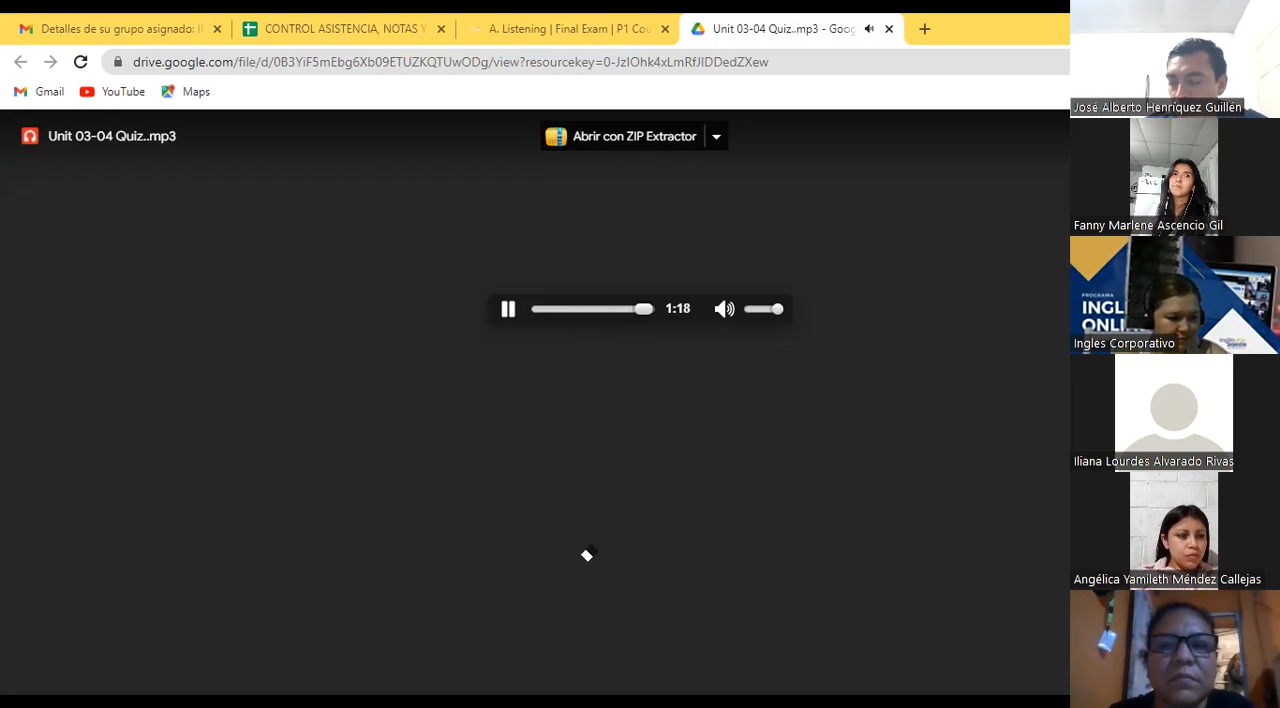 Detalles de su grupo asignado: I
CONTROL ASISTENCIA, NOTAS Y
A. Listening | Final Exam | P1 Cou
Unit 03-04 Quiz..mp3 - Goog
drive.google.com/file/d/0B3YiF5mEbg6Xb09ETUZKQTUwODg/view?resourcekey=0-JzIOhk4xLmRfJIDDedZXew
Gmail
YouTube
Maps
Unit 03-04 Quiz..mp3
Abrir con ZIP Extractor
1:18
José Alberto Henríquez Guillén
Fanny Marlene Ascencio Gil
PROGRAMA
INGL
ONLIN
Ingles Corporativo
Iliana Lourdes Alvarado Rivas
Angélica Yamileth Méndez Callejas